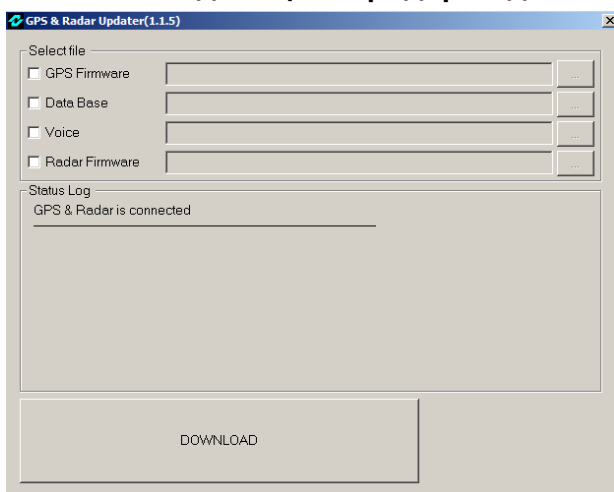 GPS & Radar Updater(1.1.5)
Select file
GPS Firmware
...
Data Base
...
Voice
...
Radar Firmware
...
Status Log
GPS & Radar is connected
DOWNLOAD